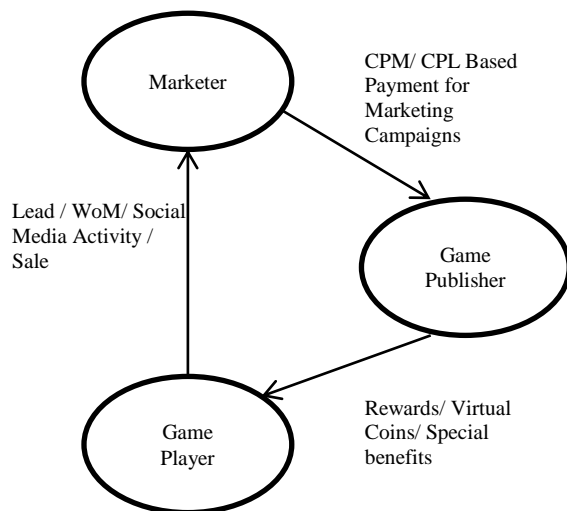 Marketer
CPM/ CPL Based
Payment for
Marketing
Campaigns
Lead / WoM/ Social
Media Activity /
Sale
Game
Publisher
Game
Player
Rewards/ Virtual
Coins/ Special
benefits